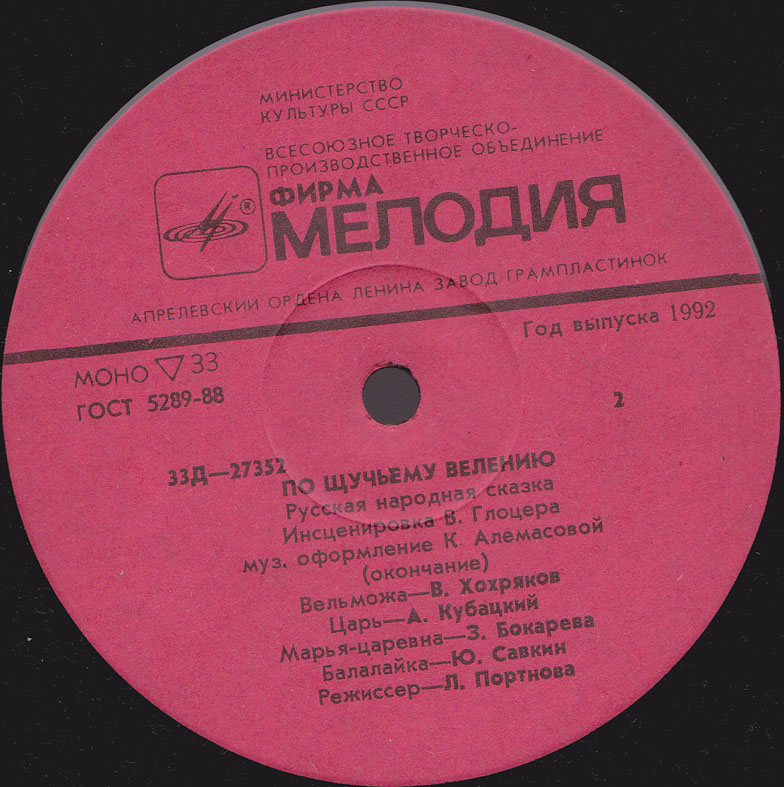 МИНИСТЕРСТВО
КУЛЬТУРЫ СССР
ВСЕСОЮЗНОЕ ТВОРЧЕСКО-
ПРОИЗВОДСТВЕННОЕ ОБЪЕДИНЕНИЕ
®
ФИРМА
МЕЛОДИЯ
АПРЕЛЕВСКИЙ ОРДЕНА ЛЕНИНА ЗАВОД ГРАМПЛАСТИНОК
Год выпуска 1992
МОНО ▽ 33
ГОСТ 5289-88
2
33Д—27352
ПО ЩУЧЬЕМУ ВЕЛЕНИЮ
Русская народная сказка
Инсценировка В. Глоцера
муз. оформление К. Алемасовой
(окончание)
Вельможа—В. Хохряков
Царь—А. Кубацкий
Марья-царевна—З. Бокарева
Балалайка—Ю. Савкин
Режиссер—Л. Портнова